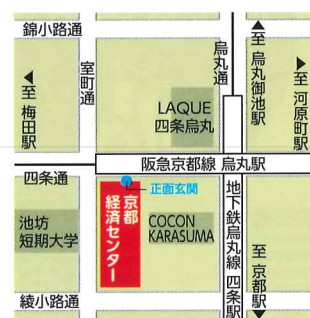 錦小路通
烏丸通
至 烏丸御池駅
室町通
至 梅田駅
至 河原町駅
LAQUE
四条烏丸
阪急京都線 烏丸駅
四条通
正面玄関
京都
経済センター
池坊
短期大学
COCON
KARASUMA
地下鉄烏丸線 四条駅
至 京都駅
綾小路通